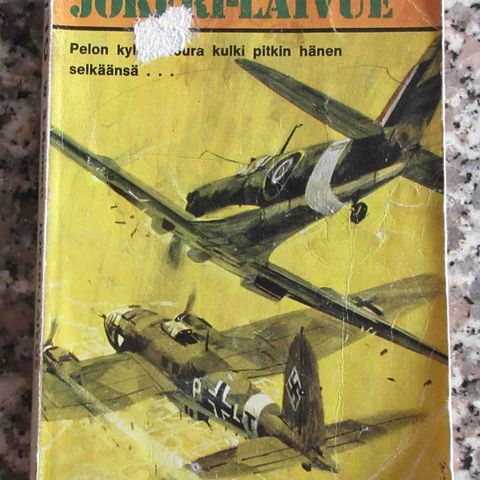 JOKERI-LAIVUE
Pelon kulki pitkin hänen
selkäänsä . . .